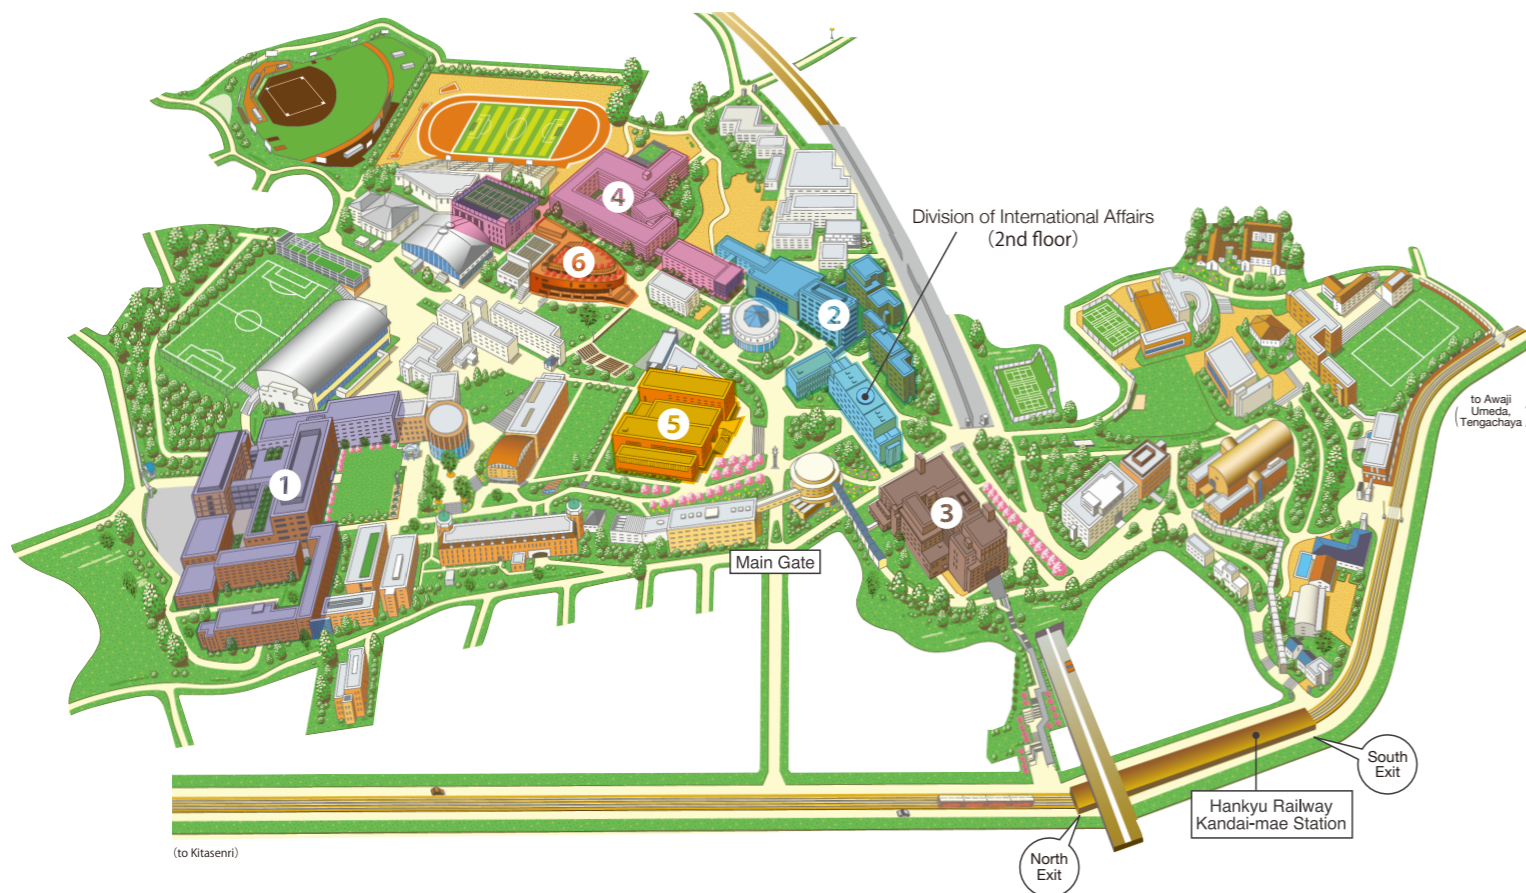 4
Division of International Affairs
(2nd floor)
6
2
5
1
3
to Awaji
Umeda,
Tengachaya
Main Gate
South
Exit
Hankyu Railway
Kandai-mae Station
North
Exit
(to Kitasenri)